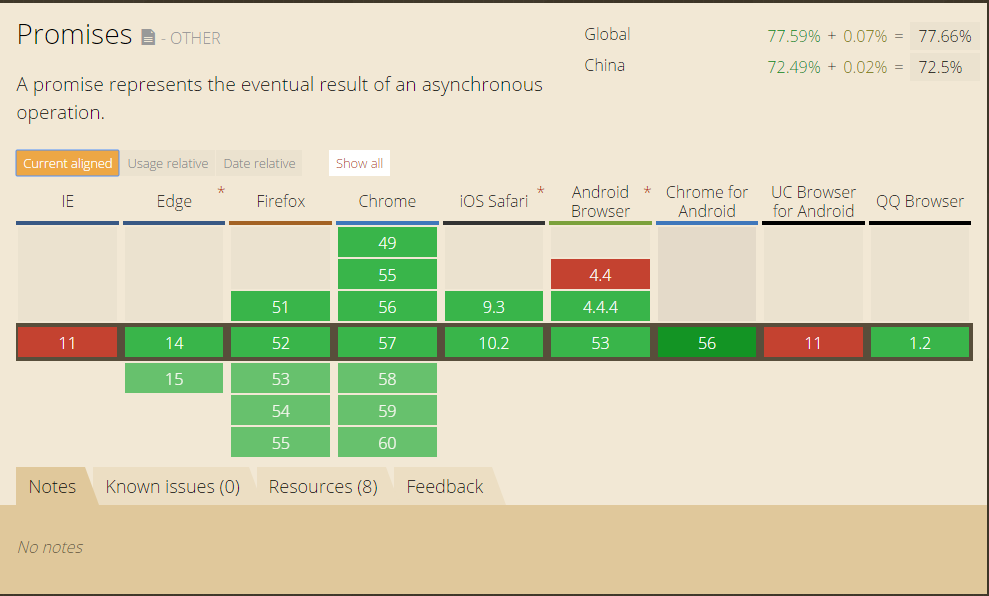 Promises - OTHER
Global 77.59% + 0.07% = 77.66%
China 72.49% + 0.02% = 72.5%
A promise represents the eventual result of an asynchronous
operation.
Current aligned Usage relative Date relative Show all
IE Edge * Firefox Chrome iOS Safari * Android Browser * Chrome for Android UC Browser for Android QQ Browser
49
55 4.4
51 56 9.3 4.4.4
11 14 52 57 10.2 53 56 11 1.2
15 53 58
54 59
55 60
Notes Known issues (0) Resources (8) Feedback
No notes